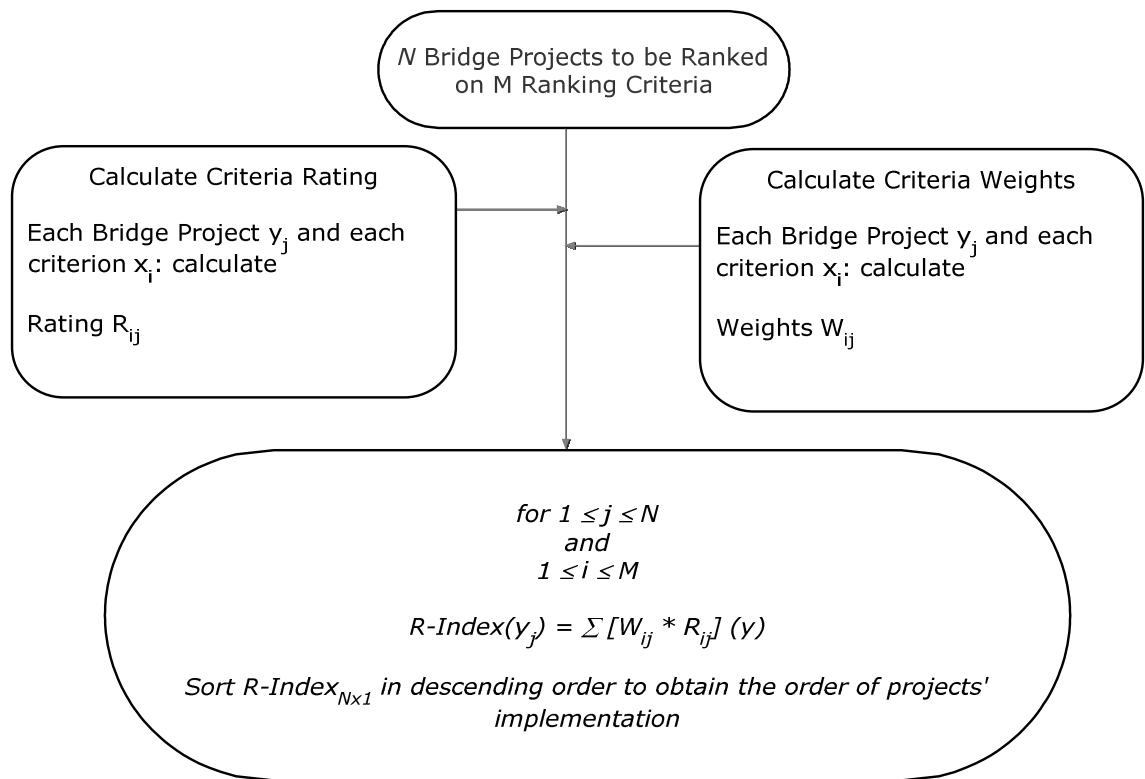 N Bridge Projects to be Ranked
on M Ranking Criteria
Calculate Criteria Rating
Each Bridge Project yj and each
criterion xi: calculate
Rating Rij
Calculate Criteria Weights
Each Bridge Project yj and each
criterion xi: calculate
Weights Wij
for 1 ≤ j ≤ N
and
1 ≤ i ≤ M
R-Index(yj) = Σ [Wij * Rij] (y)
Sort R-IndexNx1 in descending order to obtain the order of projects'
implementation